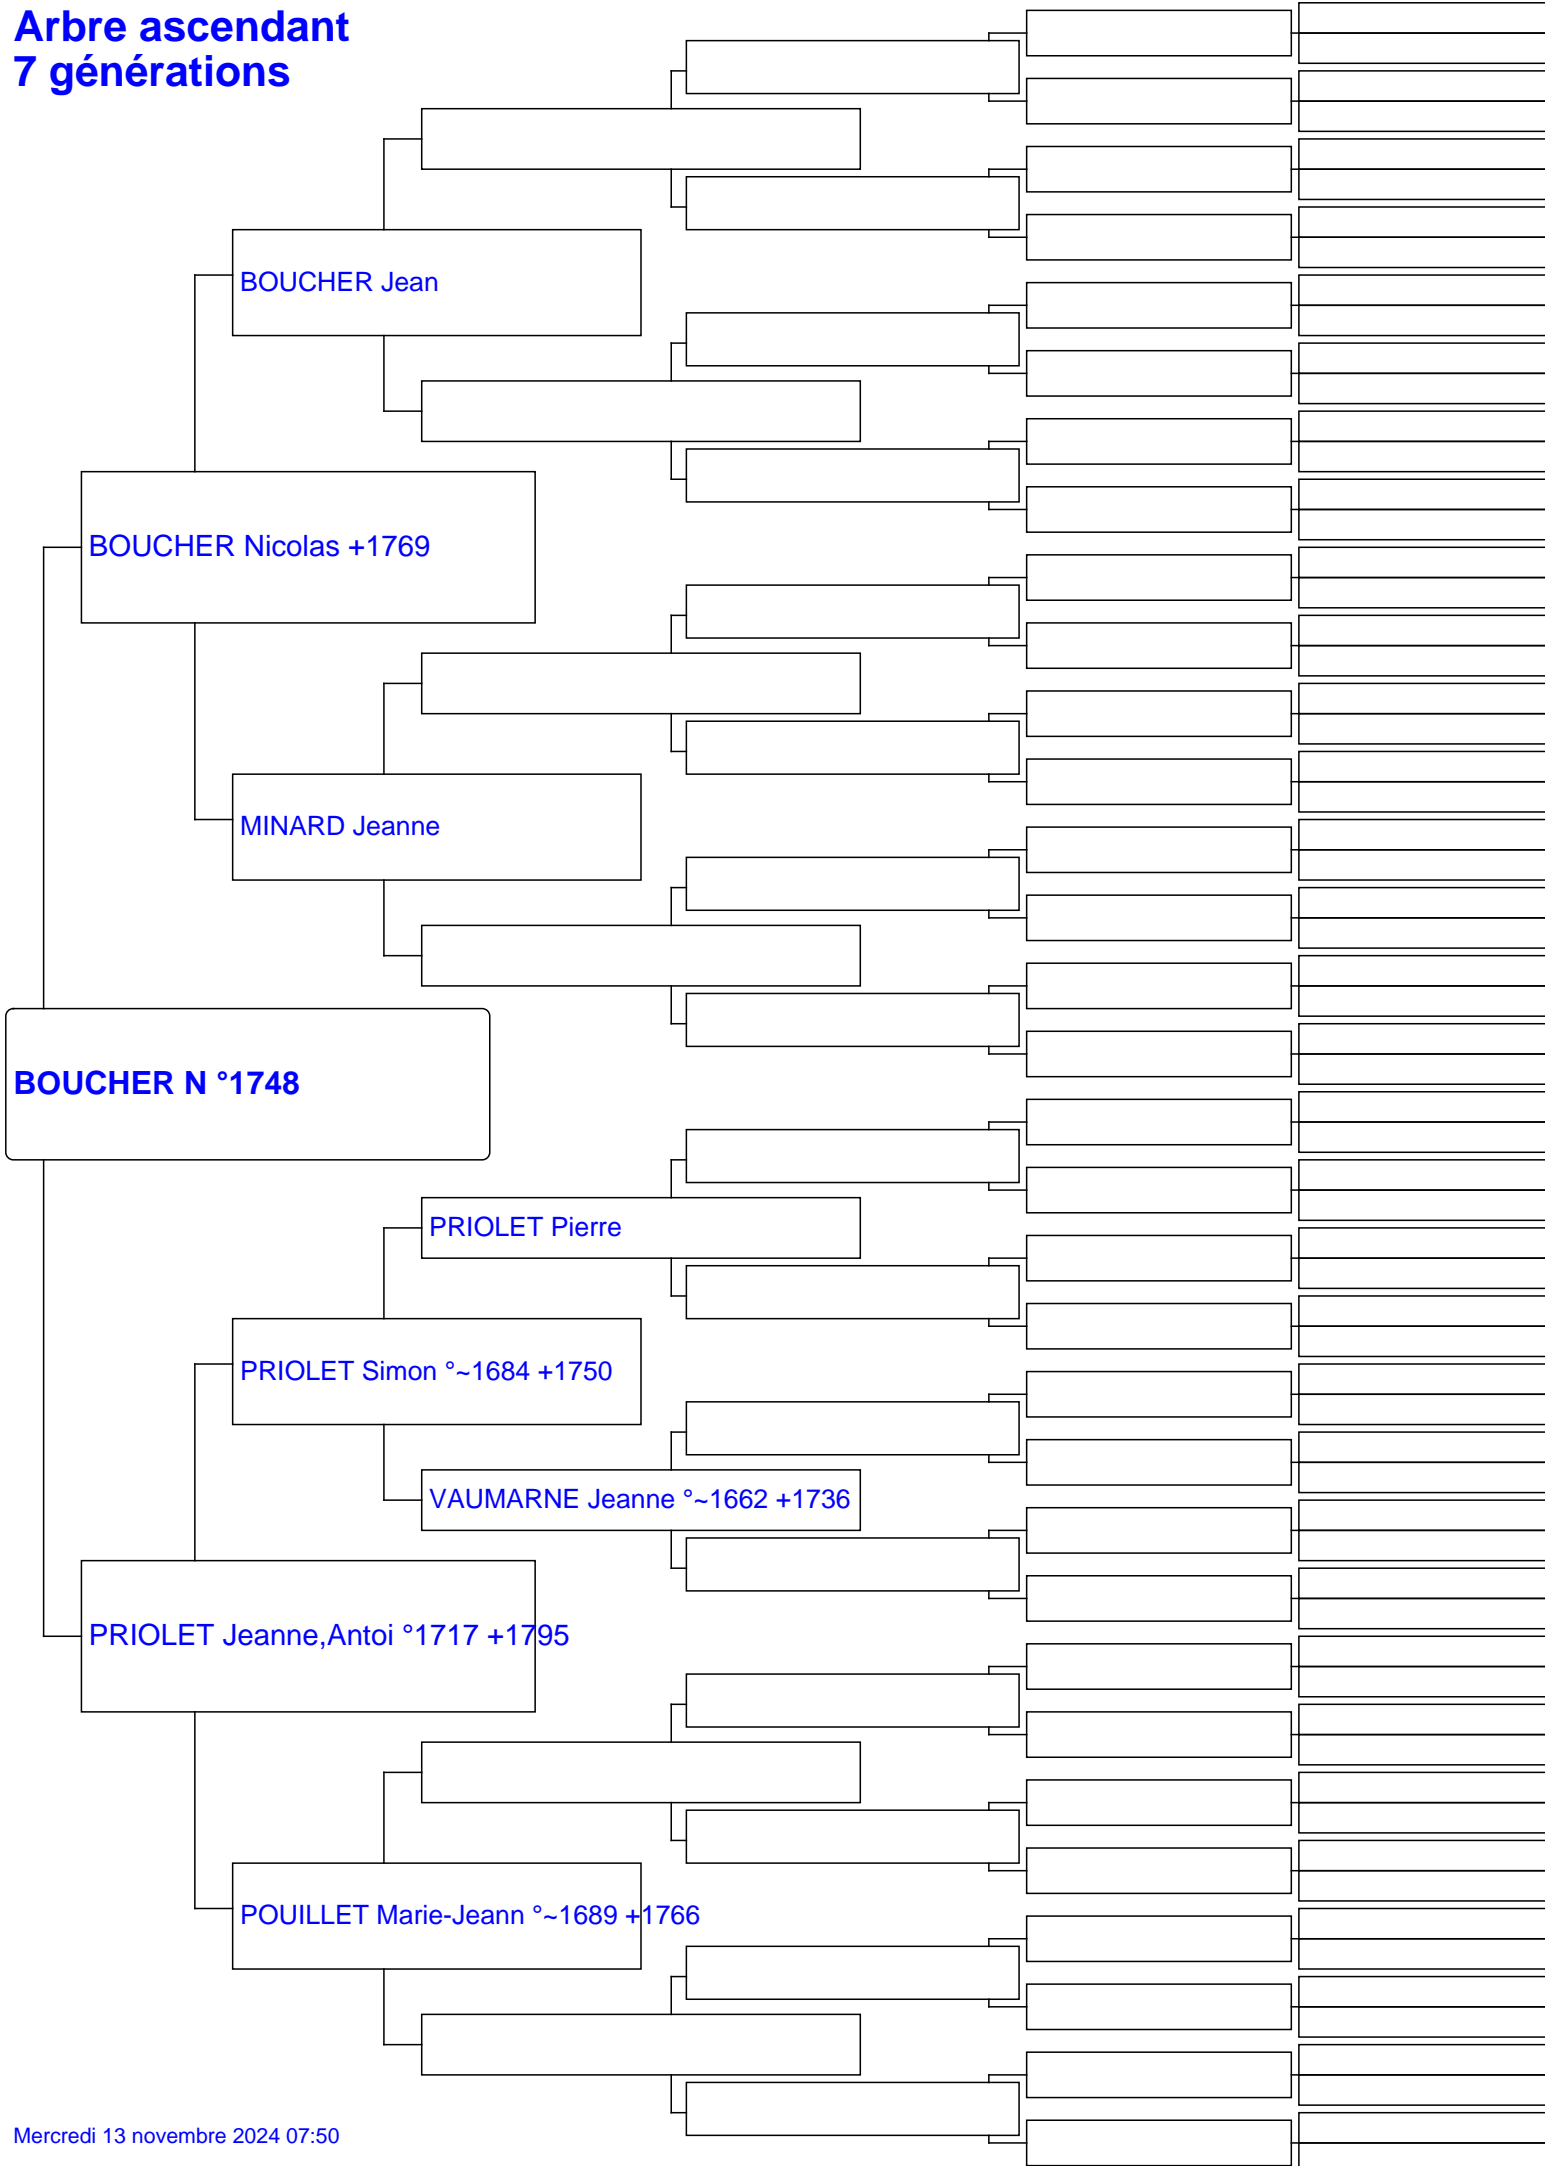 Arbre ascendant
7 générations
BOUCHER Jean
BOUCHER Nicolas +1769
MINARD Jeanne
BOUCHER N °1748
PRIOLET Pierre
PRIOLET Simon °~1684 +1750
VAUMARNE Jeanne °~1662 +1736
PRIOLET Jeanne,Antoi °1717 +1795
POUILLET Marie-Jeann °~1689 +1766
Mercredi 13 novembre 2024 07:50